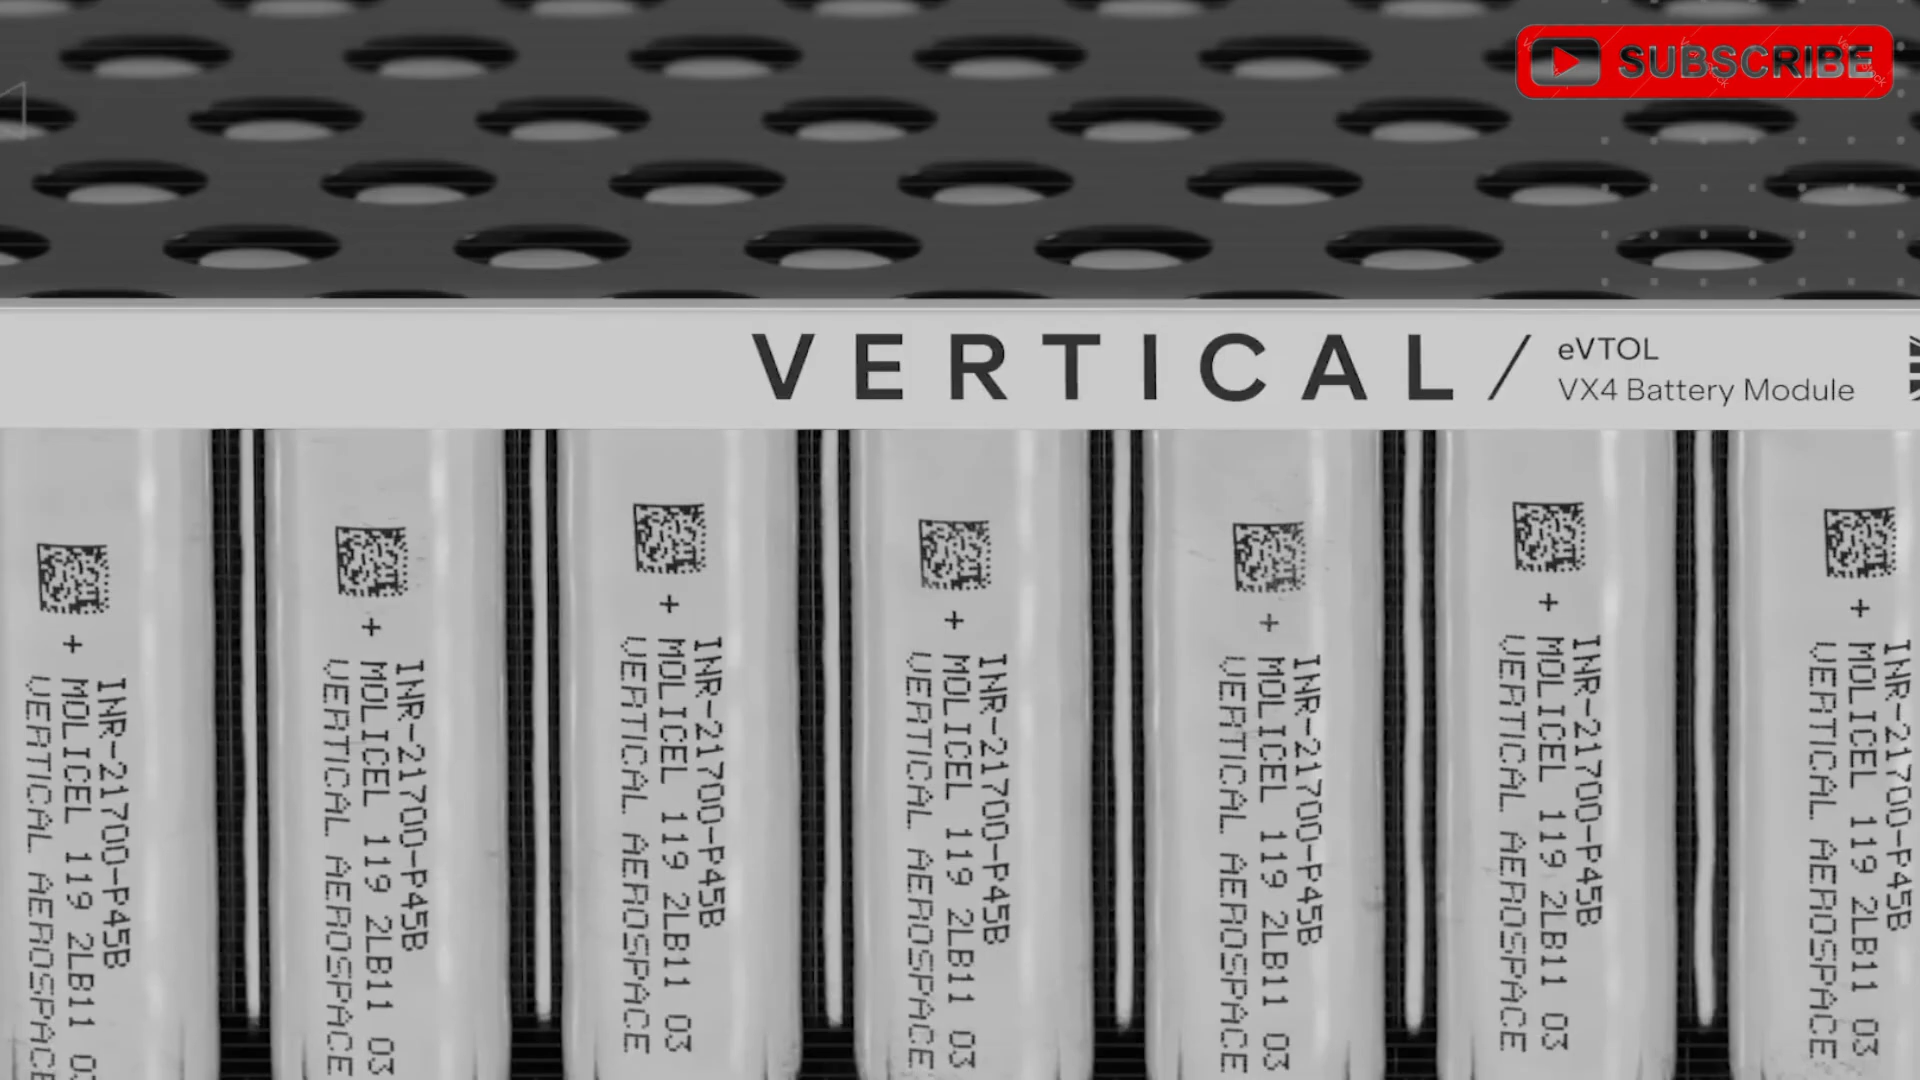 SUBSCRIBE
VERTICAL/
eVTOL
VX4 Battery Module
+
INR-21700-P45B
MOLICEL 119 2LB11 03
VERTICAL AEROSPACE
+
INR-21700-P45B
MOLICEL 119 2LB11 03
VERTICAL AEROSPACE
+
INR-21700-P45B
MOLICEL 119 2LB11 03
VERTICAL AEROSPACE
+
INR-21700-P45B
MOLICEL 119 2LB11 03
VERTICAL AEROSPACE
+
INR-21700-P45B
MOLICEL 119 2LB11 03
VERTICAL AEROSPACE
+
INR-21700-P45B
MOLICEL 119 2LB11 03
VERTICAL AEROSPACE
+
INR-21700-P45B
MOLICEL 119 2LB11 03
VERTICAL AEROSPACE